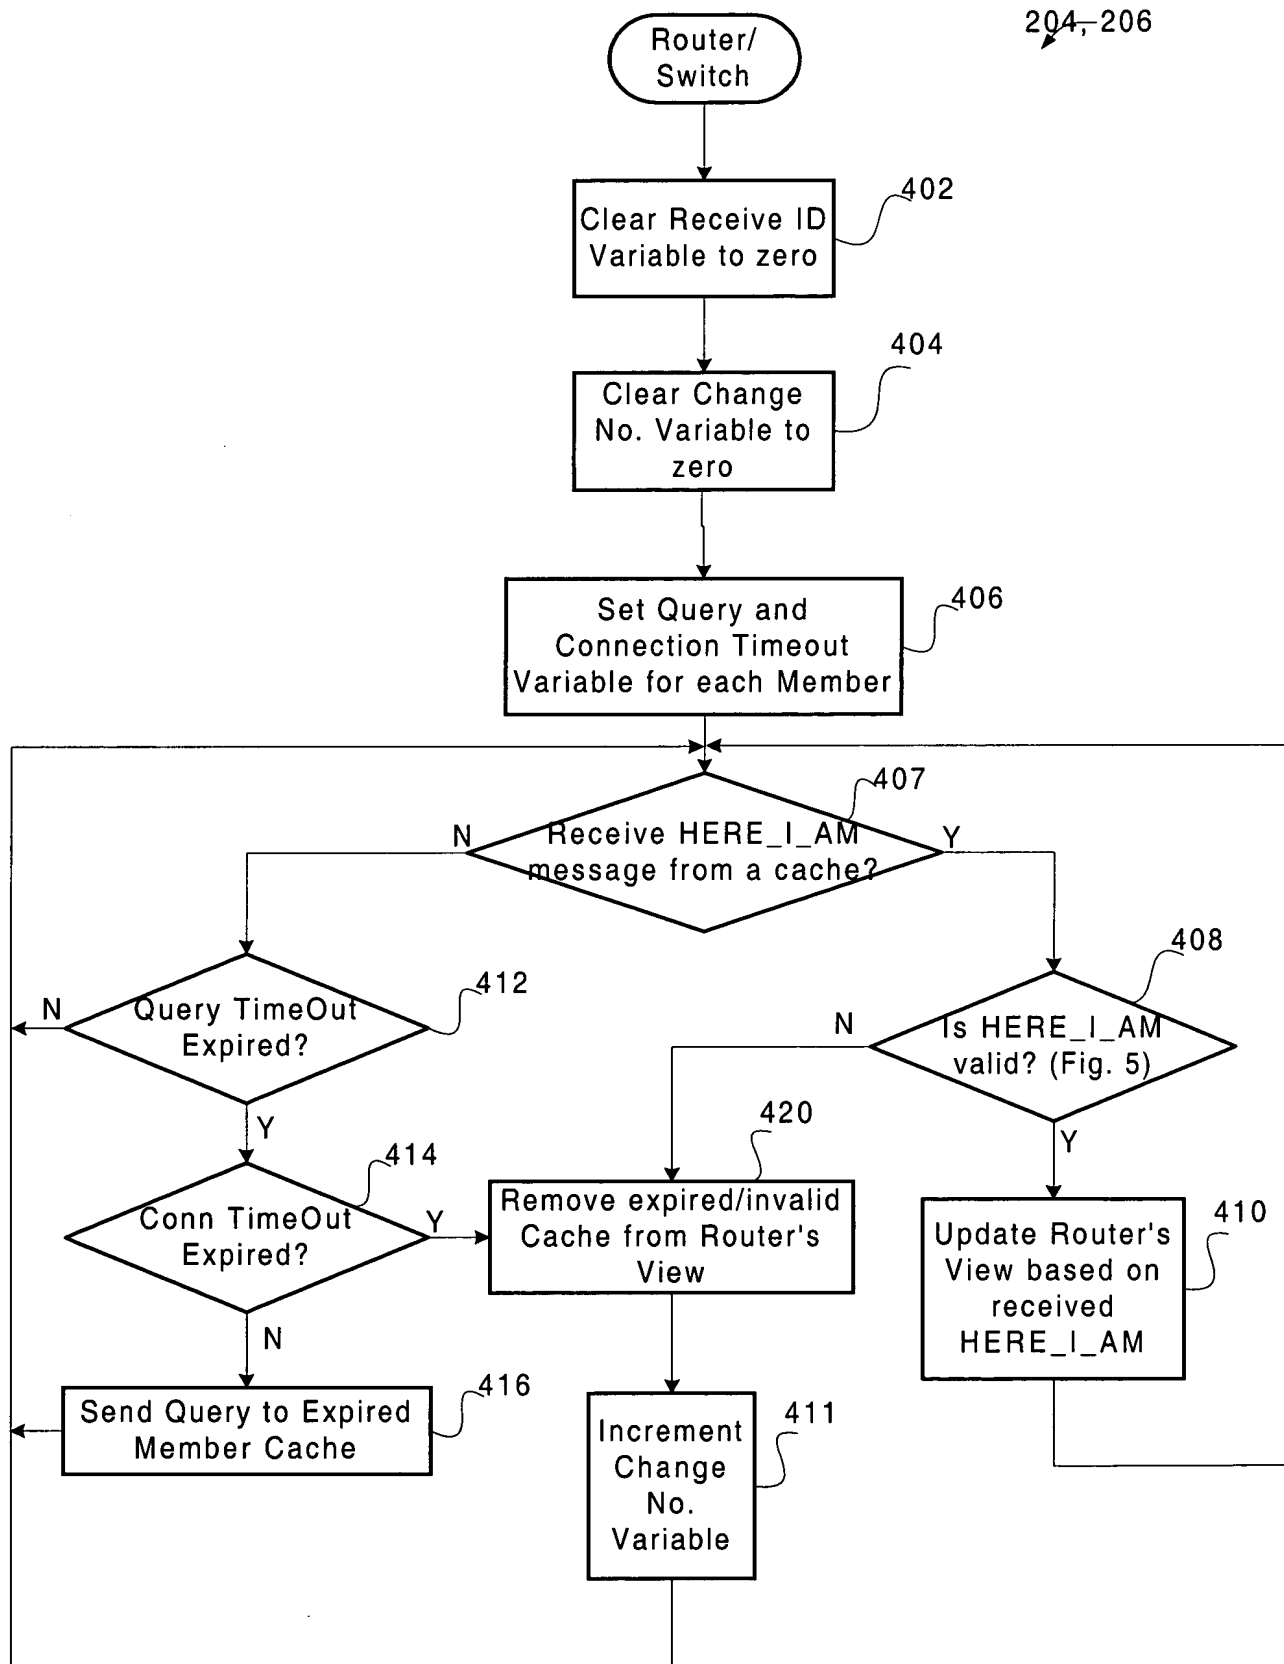 204, 206
Router/
Switch
402
Clear Receive ID
Variable to zero
404
Clear Change
No. Variable to
zero
406
Set Query and
Connection Timeout
Variable for each Member
407
N
Receive HERE_I_AM
message from a cache?
Y
408
412
N
Query TimeOut
Expired?
N
Is HERE_I_AM
valid? (Fig. 5)
Y
420
Y
414
Conn TimeOut
Expired?
Y
Remove expired/invalid
Cache from Router's
View
410
Update Router's
View based on
received
HERE_I_AM
N
416
Send Query to Expired
Member Cache
411
Increment
Change
No.
Variable